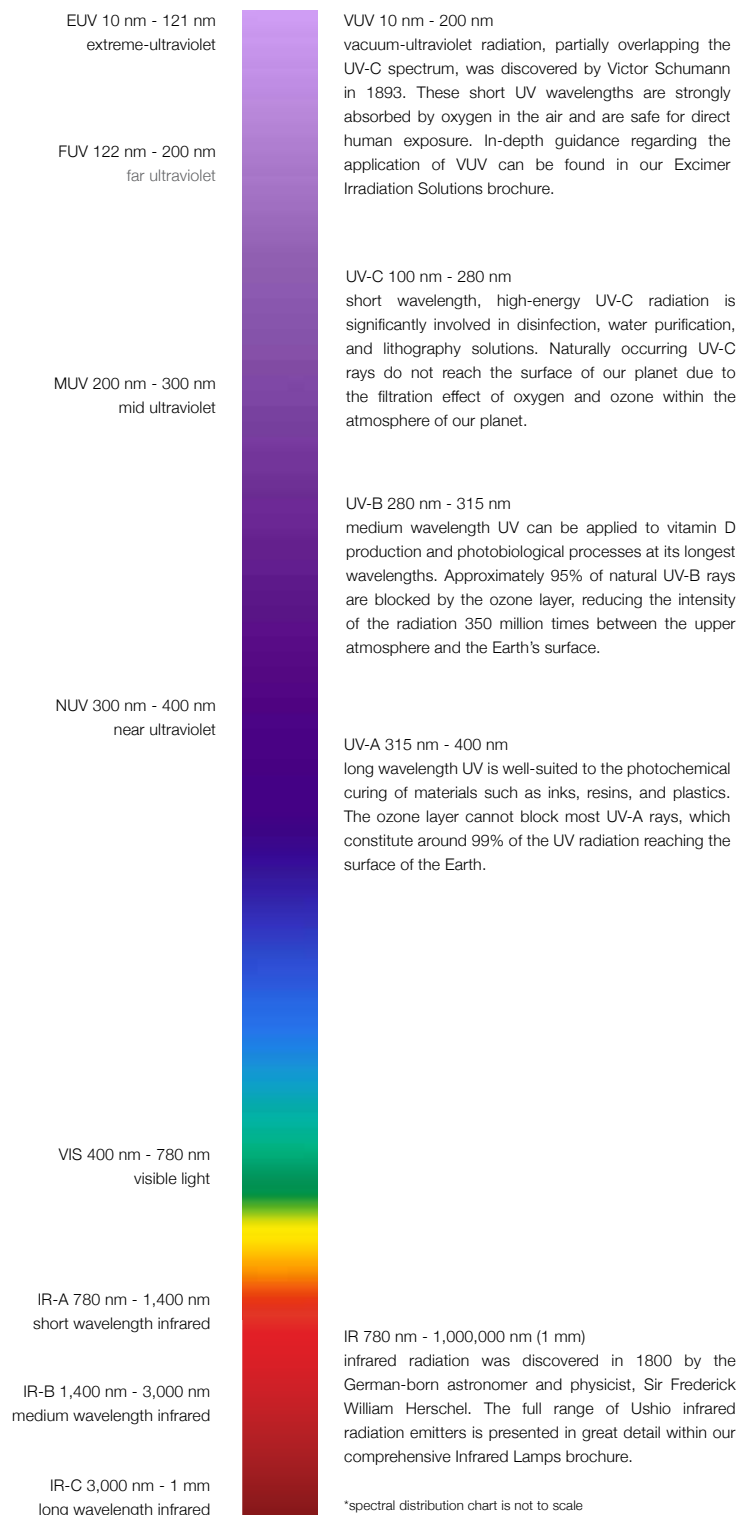 EUV 10 nm - 121 nm
extreme-ultraviolet
FUV 122 nm - 200 nm
far ultraviolet
MUV 200 nm - 300 nm
mid ultraviolet
NUV 300 nm - 400 nm
near ultraviolet
VIS 400 nm - 780 nm
visible light
IR-A 780 nm - 1,400 nm
short wavelength infrared
IR-B 1,400 nm - 3,000 nm
medium wavelength infrared
IR-C 3,000 nm - 1 mm
long wavelength infrared
VUV 10 nm - 200 nm
vacuum-ultraviolet radiation, partially overlapping the
UV-C spectrum, was discovered by Victor Schumann
in 1893. These short UV wavelengths are strongly
absorbed by oxygen in the air and are safe for direct
human exposure. In-depth guidance regarding the
application of VUV can be found in our Excimer
Irradiation Solutions brochure.
UV-C 100 nm - 280 nm
short wavelength, high-energy UV-C radiation is
significantly involved in disinfection, water purification,
and lithography solutions. Naturally occurring UV-C
rays do not reach the surface of our planet due to
the filtration effect of oxygen and ozone within the
atmosphere of our planet.
UV-B 280 nm - 315 nm
medium wavelength UV can be applied to vitamin D
production and photobiological processes at its longest
wavelengths. Approximately 95% of natural UV-B rays
are blocked by the ozone layer, reducing the intensity
of the radiation 350 million times between the upper
atmosphere and the Earth’s surface.
UV-A 315 nm - 400 nm
long wavelength UV is well-suited to the photochemical
curing of materials such as inks, resins, and plastics.
The ozone layer cannot block most UV-A rays, which
constitute around 99% of the UV radiation reaching the
surface of the Earth.
IR 780 nm - 1,000,000 nm (1 mm)
infrared radiation was discovered in 1800 by the
German-born astronomer and physicist, Sir Frederick
William Herschel. The full range of Ushio infrared
radiation emitters is presented in great detail within our
comprehensive Infrared Lamps brochure.
*spectral distribution chart is not to scale